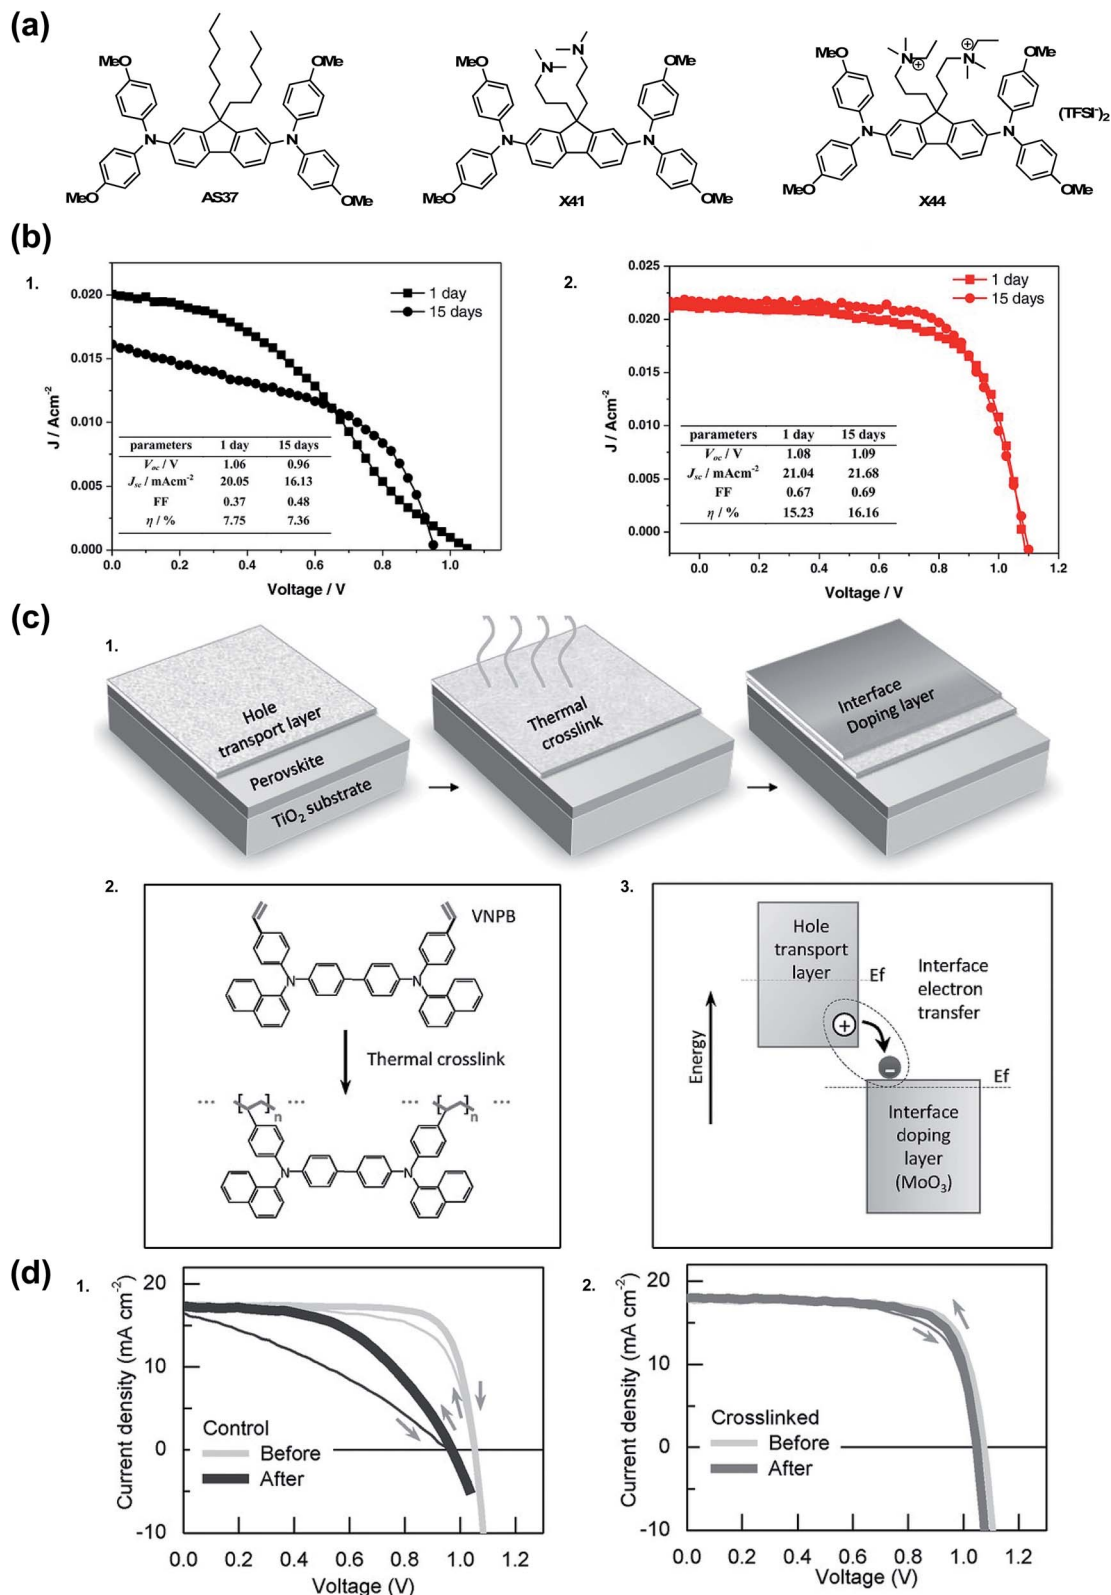 (a)
MeO
OMe
N
N
MeO
OMe
AS37
MeO
N
N
OMe
N
N
MeO
OMe
X41
MeO
N
⊕
N
⊕
OMe
N
N
MeO
OMe
(TFSI⁻)₂
X44
(b)
1.
0.020
0.015
0.010
0.005
0.000
J / Acm⁻²
1 day
15 days
parameters 1 day 15 days
Voc / V 1.06 0.96
Jsc / mAcm⁻² 20.05 16.13
FF 0.37 0.48
η / % 7.75 7.36
0.0 0.2 0.4 0.6 0.8 1.0
Voltage / V
2.
0.025
0.020
0.015
0.010
0.005
0.000
J / Acm⁻²
1 day
15 days
parameters 1 day 15 days
Voc / V 1.08 1.09
Jsc / mAcm⁻² 21.04 21.68
FF 0.67 0.69
η / % 15.23 16.16
0.0 0.2 0.4 0.6 0.8 1.0 1.2
Voltage / V
(c)
1.
Hole
transport layer
Perovskite
TiO₂ substrate
Thermal
crosslink
Interface
Doping layer
2.
VNPB
N
N
Thermal crosslink
... [ ]n ... ... [ ]n ...
N
N
3.
Energy
Hole
transport
layer
Ef
Interface
electron
transfer
+
−
Ef
Interface
doping
layer
(MoO₃)
(d)
1.
Current density (mA cm⁻²)
20
10
0
-10
Control
Before
After
0.0 0.2 0.4 0.6 0.8 1.0 1.2
Voltage (V)
2.
Current density (mA cm⁻²)
20
10
0
-10
Crosslinked
Before
After
0.0 0.2 0.4 0.6 0.8 1.0 1.2
Voltage (V)